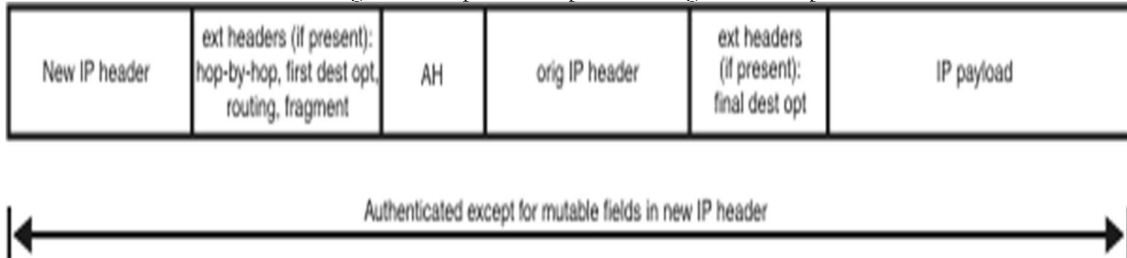 New IP header
ext headers (if present):
hop-by-hop, first dest opt,
routing, fragment
AH
orig IP header
ext headers
(if present):
final dest opt
IP payload
Authenticated except for mutable fields in new IP header